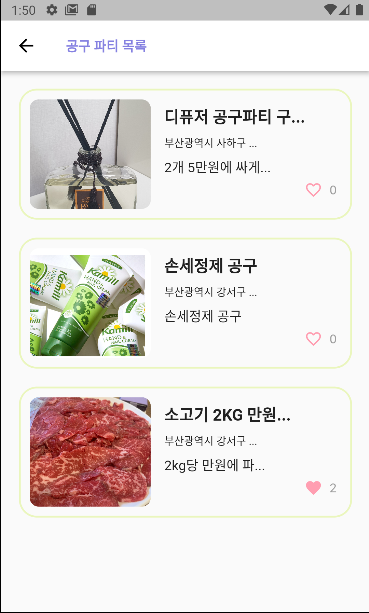 1:50
공구 파티 목록
디퓨저 공구파티 구...
부산광역시 사하구 ...
2개 5만원에 싸게...
0
손세정제 공구
부산광역시 강서구 ...
손세정제 공구
0
Kamill
HAND
Kamill
소고기 2KG 만원...
부산광역시 강서구 ...
2kg당 만원에 파...
2